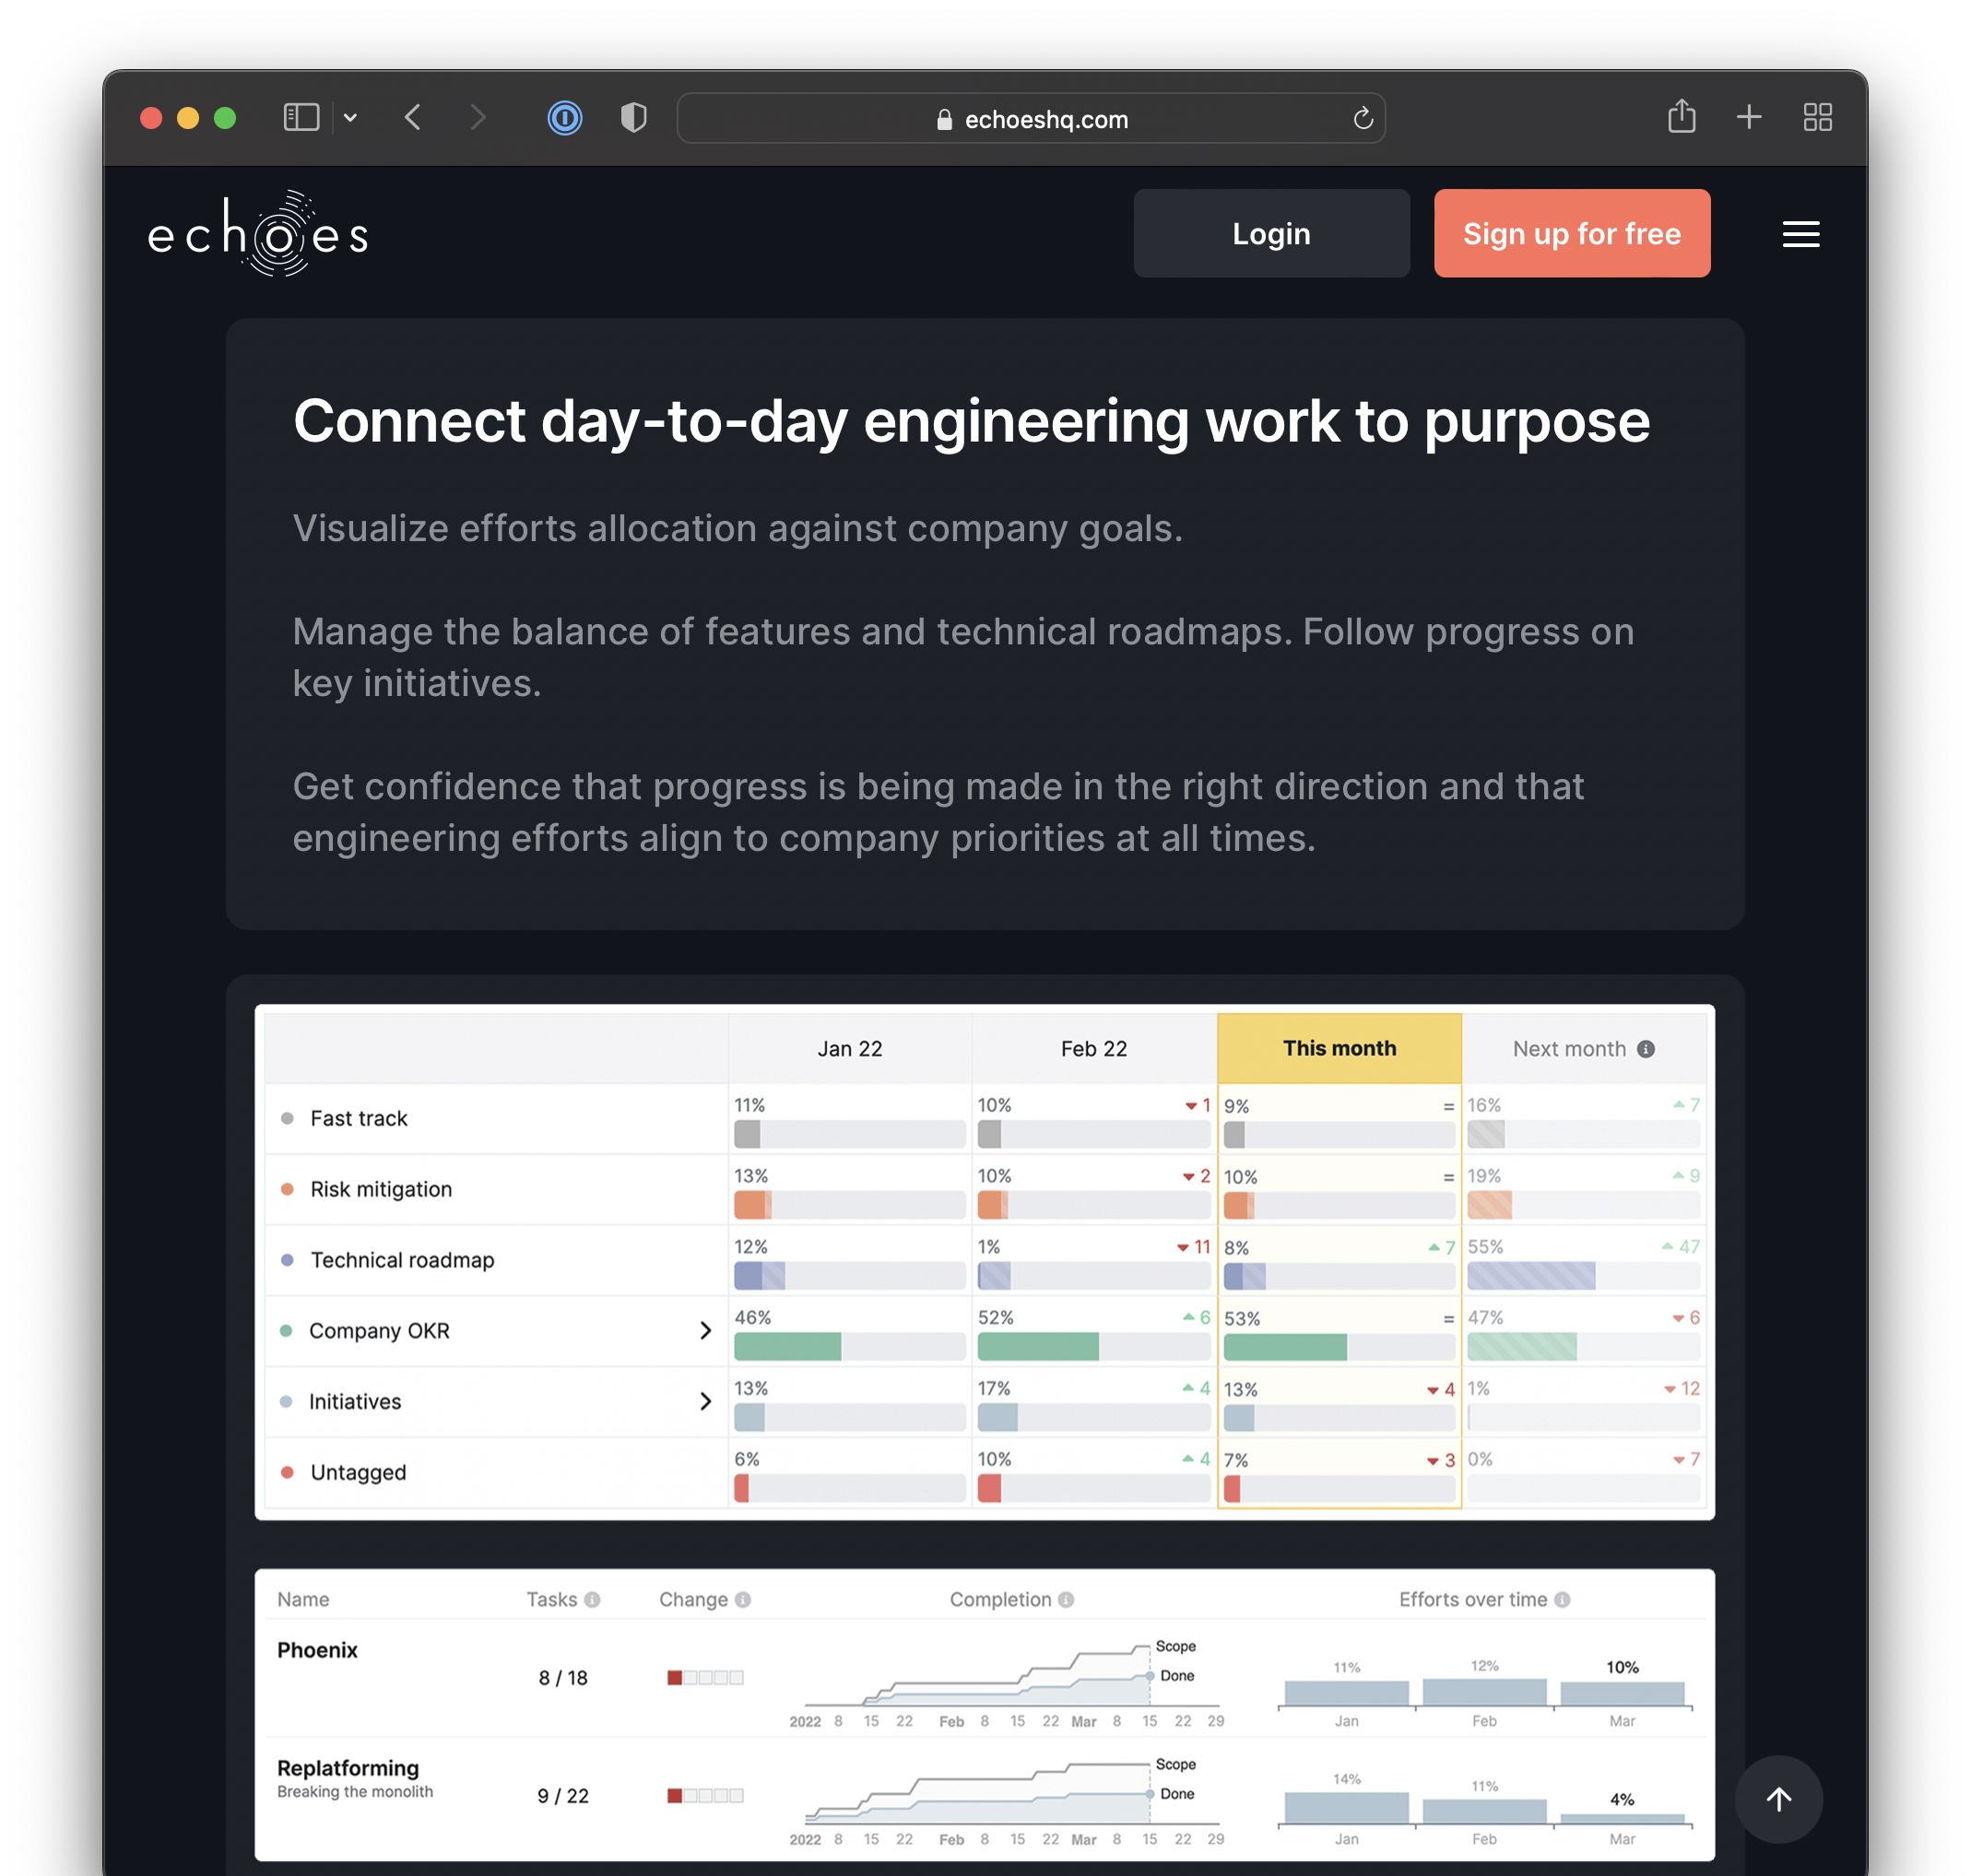 echoeshq.com
echoes
Login
Sign up for free
Connect day-to-day engineering work to purpose
Visualize efforts allocation against company goals.
Manage the balance of features and technical roadmaps. Follow progress on
key initiatives.
Get confidence that progress is being made in the right direction and that
engineering efforts align to company priorities at all times.
Jan 22 Feb 22 This month Next month
Fast track 11% 10% 1 9% = 16% 7
Risk mitigation 13% 10% 2 10% = 19% 9
Technical roadmap 12% 1% 11 8% 7 55% 47
Company OKR 46% 52% 6 53% = 47% 6
Initiatives 13% 17% 4 13% 4 1% 12
Untagged 6% 10% 4 7% 3 0% 7
Name Tasks Change Completion Efforts over time
Phoenix
8 / 18
Scope
Done
2022 8 15 22 Feb 8 15 22 Mar 8 15 22 29
11% 12% 10%
Jan Feb Mar
Replatforming
Breaking the monolith
9 / 22
Scope
Done
2022 8 15 22 Feb 8 15 22 Mar 8 15 22 29
14% 11% 4%
Jan Feb Mar